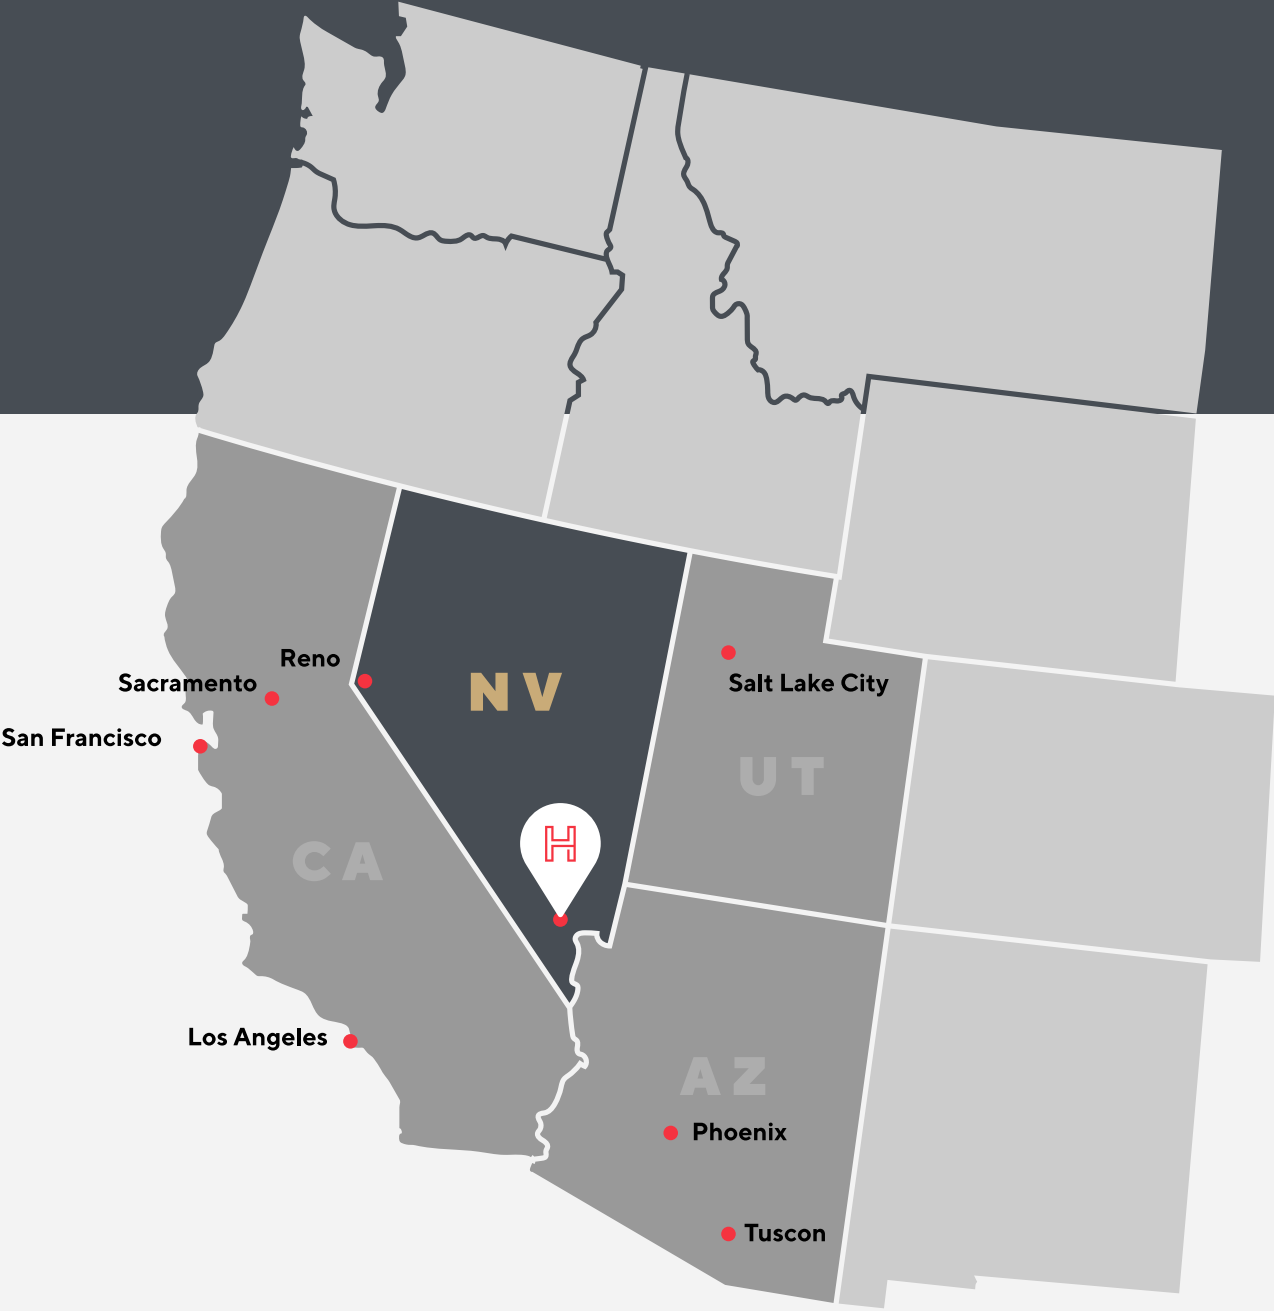 Reno
Sacramento
NV
Salt Lake City
San Francisco
UT
H
CA
Los Angeles
AZ
Phoenix
Tuscon